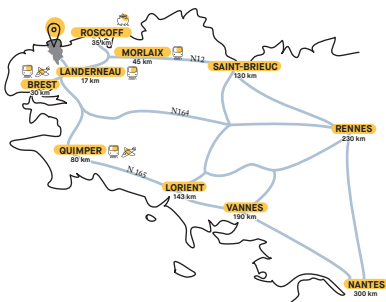 ROSCOFF
35 km
MORLAIX
45 km
N12
SAINT-BRIEUC
130 km
LANDERNEAU
17 km
BREST
30 km
N164
RENNES
230 km
QUIMPER
80 km
N 165
LORIENT
143 km
VANNES
190 km
NANTES
300 km